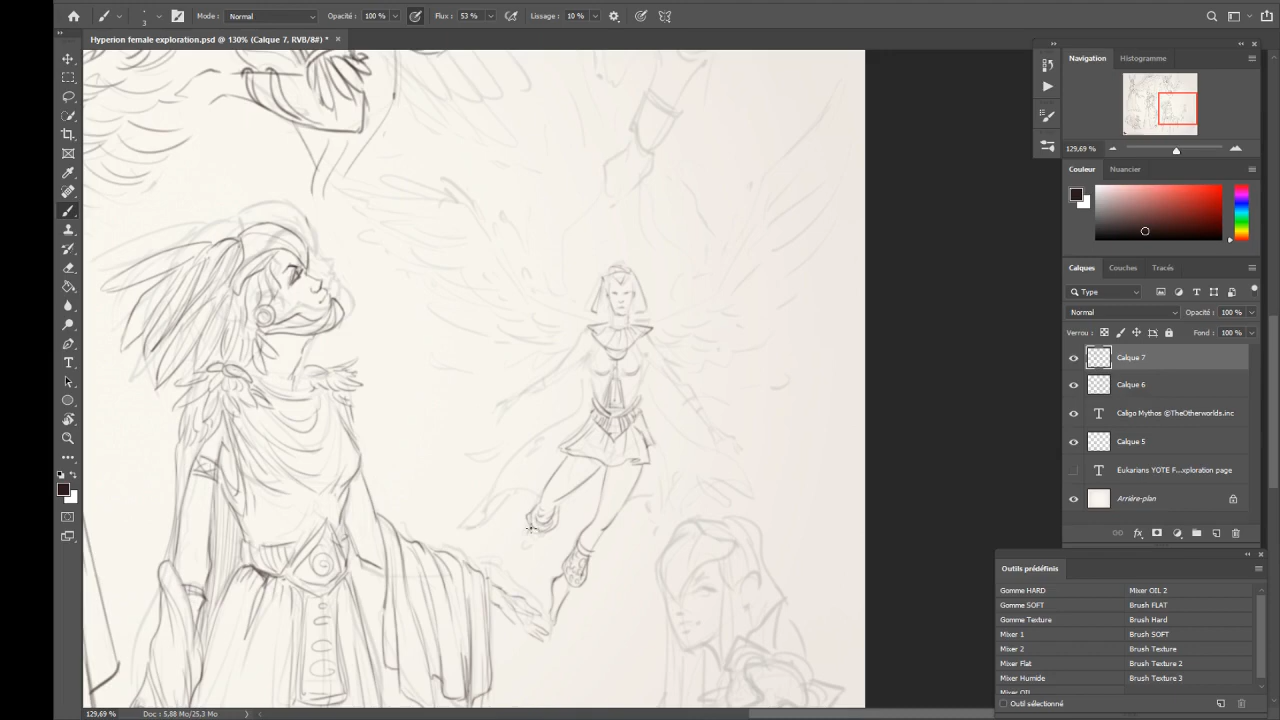 3 Mode : Normal Opacité : 100 % Flux : 53 % Lissage : 10 %
Hyperion female exploration.psd @ 130% (Calque 7, RVB/8#) * ×
Navigation Histogramme
129,69 %
Couleur Nuancier
Calques Couches Tracés
Type
Normal Opacité : 100 %
Verrou : Fond : 100 %
Calque 7
Calque 6
T Caligo Mythos ©TheOtherworlds.inc
Calque 5
T Eukarians YOTE F...xploration page
Arrière-plan
fx
Outils prédéfinis
Gomme HARD Mixer OIL 2
Gomme SOFT Brush FLAT
Gomme Texture Brush Hard
Mixer 1 Brush SOFT
Mixer 2 Brush Texture
Mixer Flat Brush Texture 2
Mixer Humide Brush Texture 3
Mixer OIL
Outil sélectionné
129,69 % Doc : 5,88 Mo/25,3 Mo